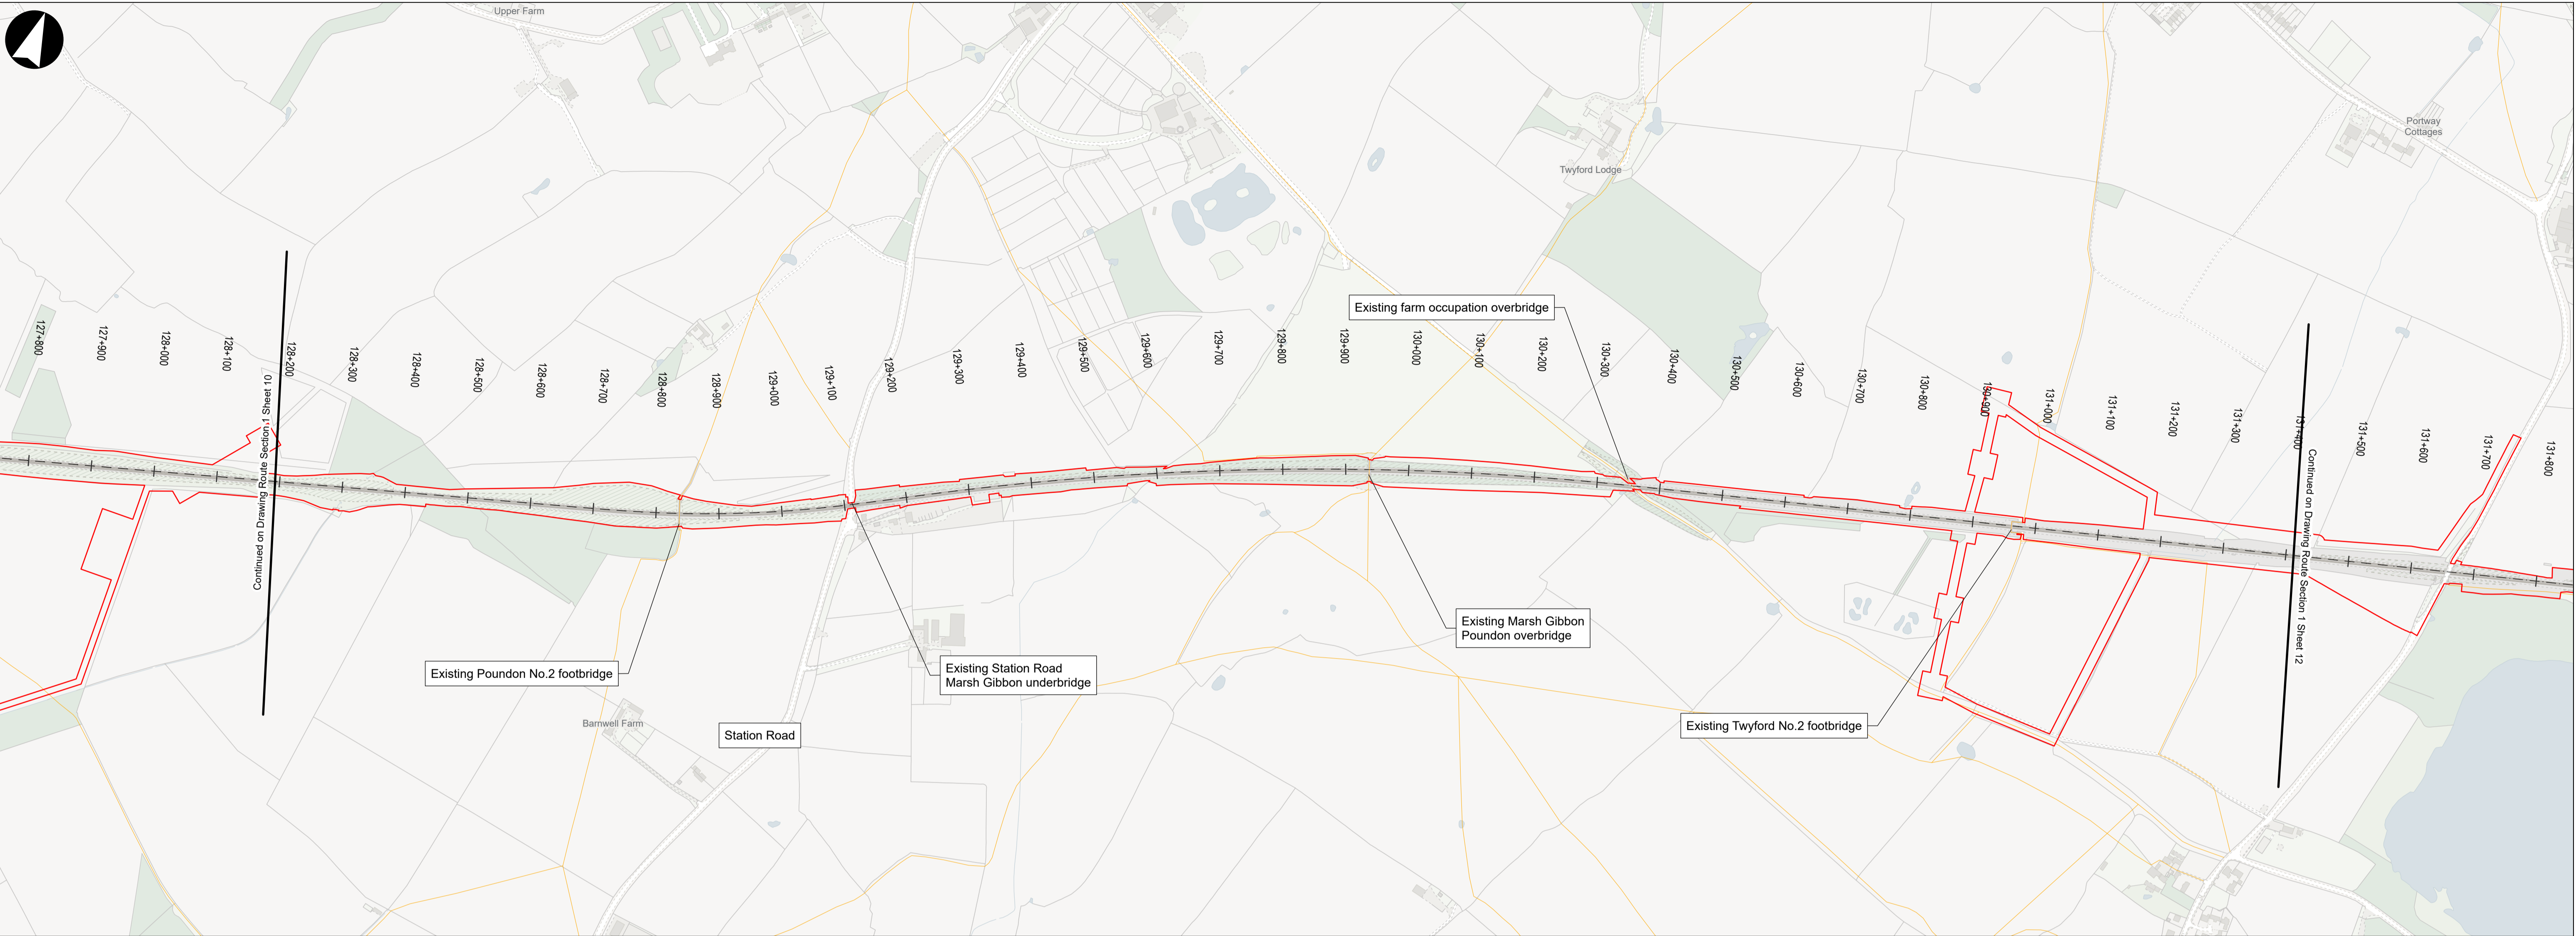 Upper Farm
Portway
Cottages
Twyford Lodge
Existing farm occupation overbridge
127+800
127+900
128+000
128+100
128+200
128+300
128+400
128+500
128+600
128+700
128+800
128+900
129+000
129+100
129+200
129+300
129+400
129+500
129+600
129+700
129+800
129+900
130+000
130+100
130+200
130+300
130+400
130+500
130+600
130+700
130+800
130+900
131+000
131+100
131+200
131+300
131+400
131+500
131+600
131+700
131+800
Continued on Drawing Route Section 1 Sheet 10
Continued on Drawing Route Section 1 Sheet 12
Existing Marsh Gibbon
Poundon overbridge
Existing Poundon No.2 footbridge
Existing Station Road
Marsh Gibbon underbridge
Barnwell Farm
Station Road
Existing Twyford No.2 footbridge